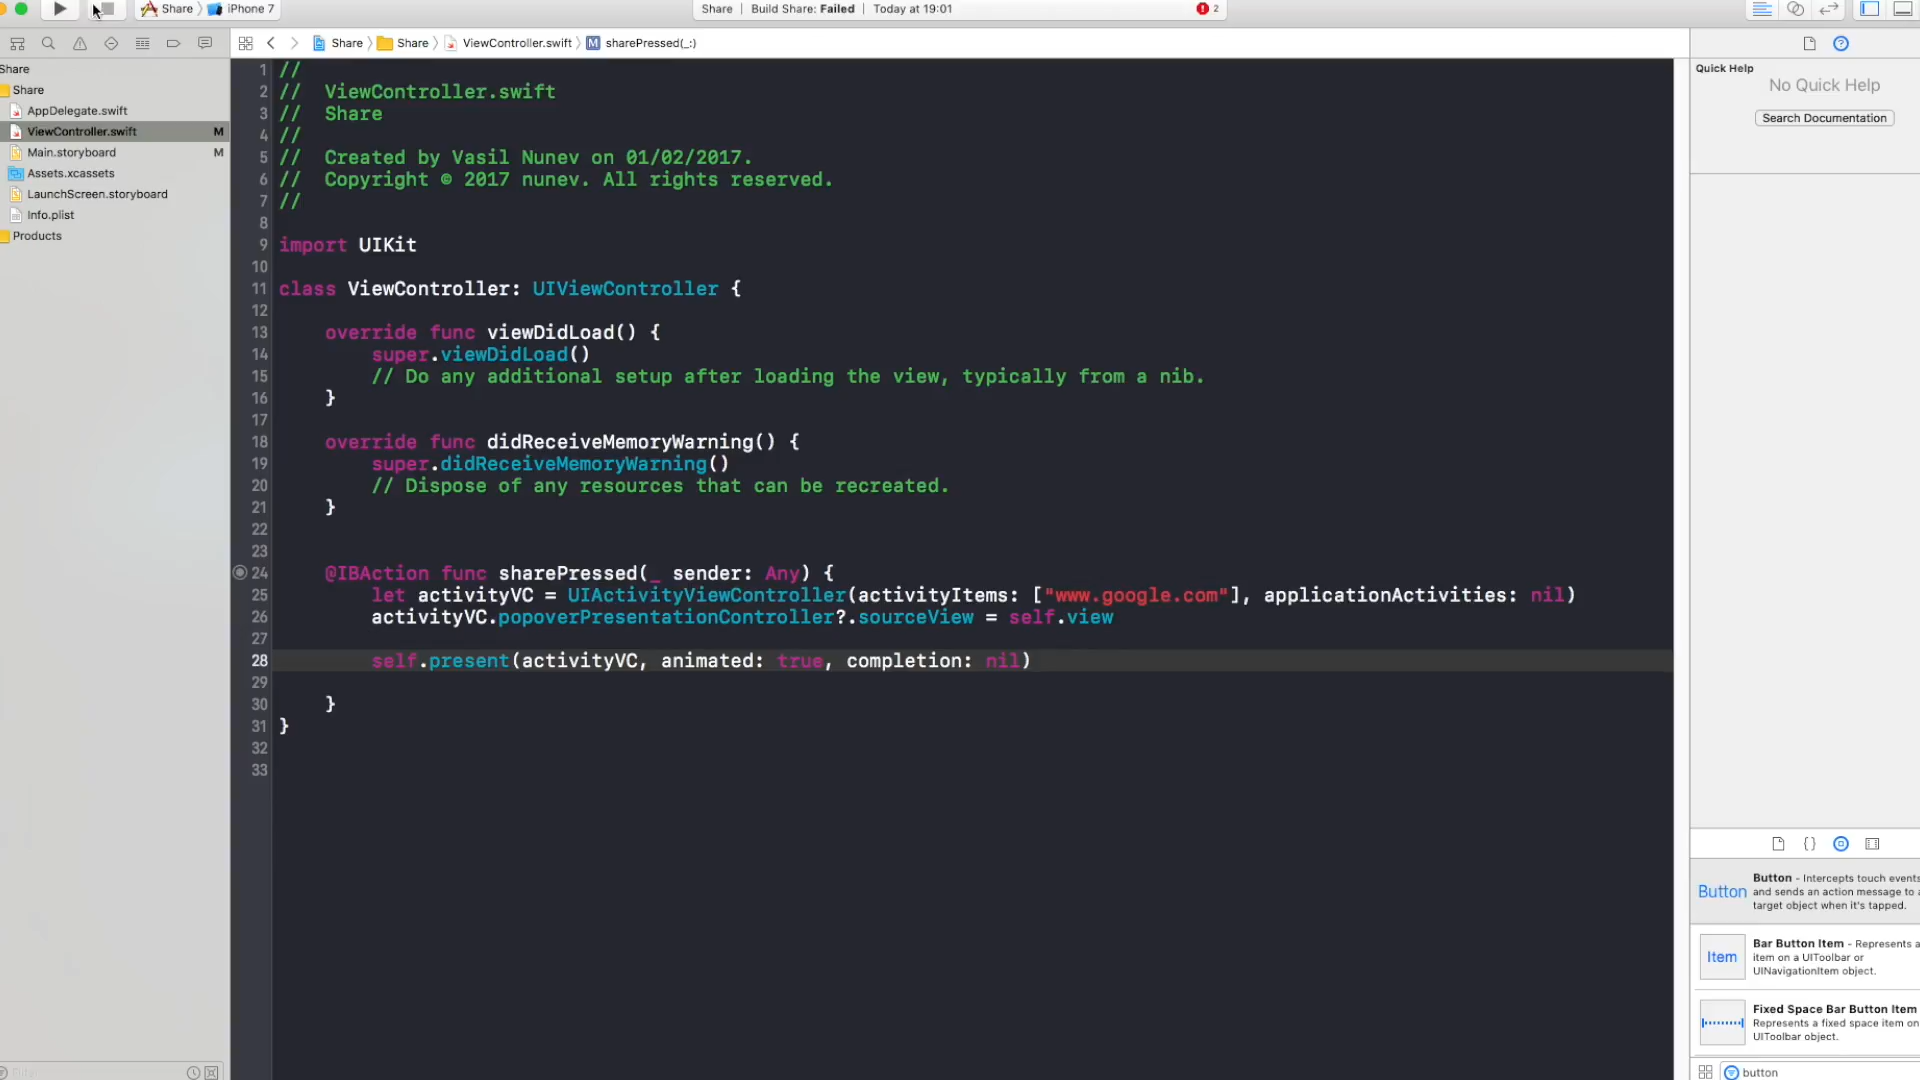 Share
iPhone 7
Share | Build Share: Failed | Today at 19:01
2
Share
Share
ViewController.swift
sharePressed(_:)
Share
Share
AppDelegate.swift
ViewController.swift M
Main.storyboard M
Assets.xcassets
LaunchScreen.storyboard
Info.plist
Products
1 //
2 //  ViewController.swift
3 //  Share
4 //
5 //  Created by Vasil Nunev on 01/02/2017.
6 //  Copyright © 2017 nunev. All rights reserved.
7 //
8
9 import UIKit
10
11 class ViewController: UIViewController {
12
13     override func viewDidLoad() {
14         super.viewDidLoad()
15         // Do any additional setup after loading the view, typically from a nib.
16     }
17
18     override func didReceiveMemoryWarning() {
19         super.didReceiveMemoryWarning()
20         // Dispose of any resources that can be recreated.
21     }
22
23
24     @IBAction func sharePressed(_ sender: Any) {
25         let activityVC = UIActivityViewController(activityItems: ["www.google.com"], applicationActivities: nil)
26         activityVC.popoverPresentationController?.sourceView = self.view
27
28         self.present(activityVC, animated: true, completion: nil)
29
30     }
31 }
32
33
Quick Help
No Quick Help
Search Documentation
{ }
Button
Button - Intercepts touch events
and sends an action message to a
target object when it's tapped.
Item
Bar Button Item - Represents a
item on a UIToolbar or
UINavigationItem object.
Fixed Space Bar Button Item
Represents a fixed space item on
UIToolbar object.
button